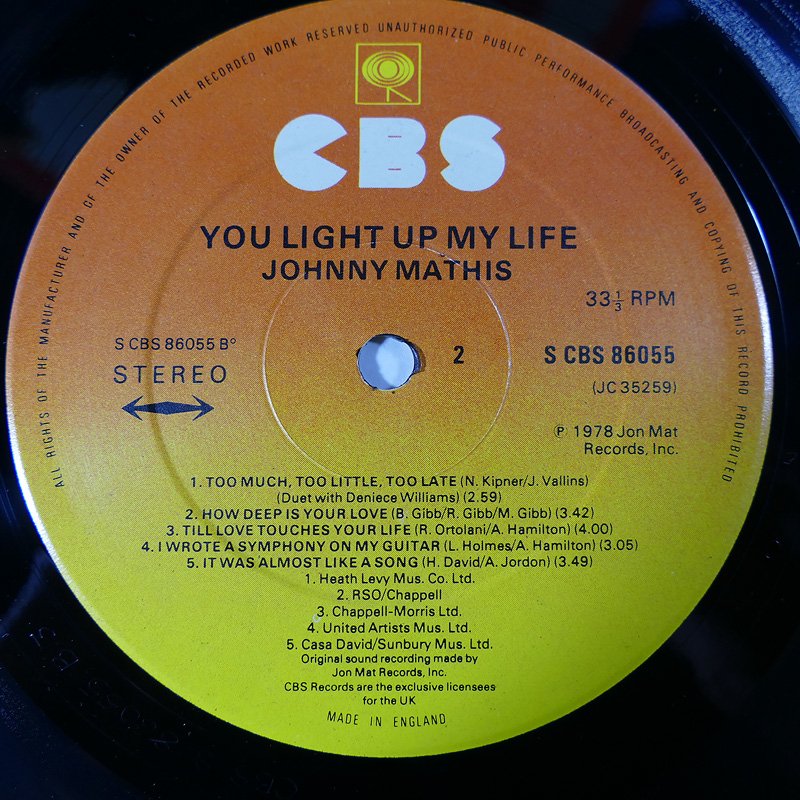 ALL RIGHTS OF THE MANUFACTURER AND OF THE OWNER OF THE RECORDED WORK RESERVED UNAUTHORIZED PUBLIC PERFORMANCE BROADCASTING AND COPYING OF THIS RECORD PROHIBITED
CBS
YOU LIGHT UP MY LIFE
JOHNNY MATHIS
33⅓ RPM
S CBS 86055 B°
STEREO
2
S CBS 86055
(JC 35259)
℗ 1978 Jon Mat
Records, Inc.
1. TOO MUCH, TOO LITTLE, TOO LATE (N. Kipner/J. Vallins)
(Duet with Deniece Williams) (2.59)
2. HOW DEEP IS YOUR LOVE (B. Gibb/R. Gibb/M. Gibb) (3.42)
3. TILL LOVE TOUCHES YOUR LIFE (R. Ortolani/A. Hamilton) (4.00)
4. I WROTE A SYMPHONY ON MY GUITAR (L. Holmes/A. Hamilton) (3.05)
5. IT WAS ALMOST LIKE A SONG (H. David/A. Jordon) (3.49)
1. Heath Levy Mus. Co. Ltd.
2. RSO/Chappell
3. Chappell-Morris Ltd.
4. United Artists Mus. Ltd.
5. Casa David/Sunbury Mus. Ltd.
Original sound recording made by
Jon Mat Records, Inc.
CBS Records are the exclusive licensees
for the UK
MADE IN ENGLAND